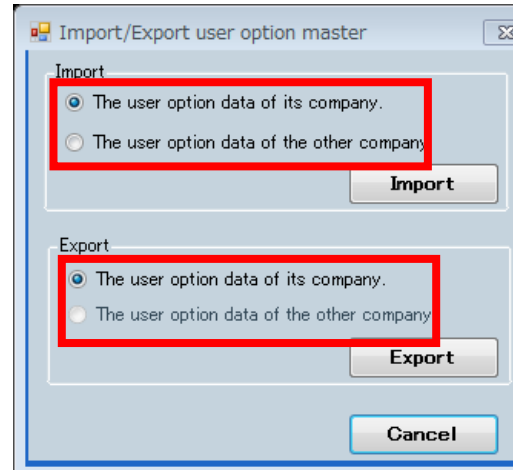 Import/Export user option master
Import
The user option data of its company.
The user option data of the other company
Import
Export
The user option data of its company.
The user option data of the other company
Export
Cancel